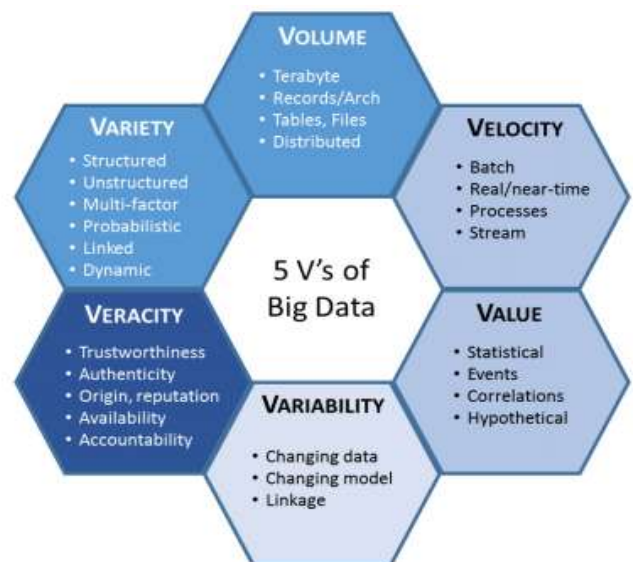 VOLUME
• Terabyte
• Records/Arch
• Tables, Files
• Distributed
VARIETY
• Structured
• Unstructured
• Multi-factor
• Probabilistic
• Linked
• Dynamic
VELOCITY
• Batch
• Real/near-time
• Processes
• Stream
5 V's of
Big Data
VERACITY
• Trustworthiness
• Authenticity
• Origin, reputation
• Availability
• Accountability
VALUE
• Statistical
• Events
• Correlations
• Hypothetical
VARIABILITY
• Changing data
• Changing model
• Linkage